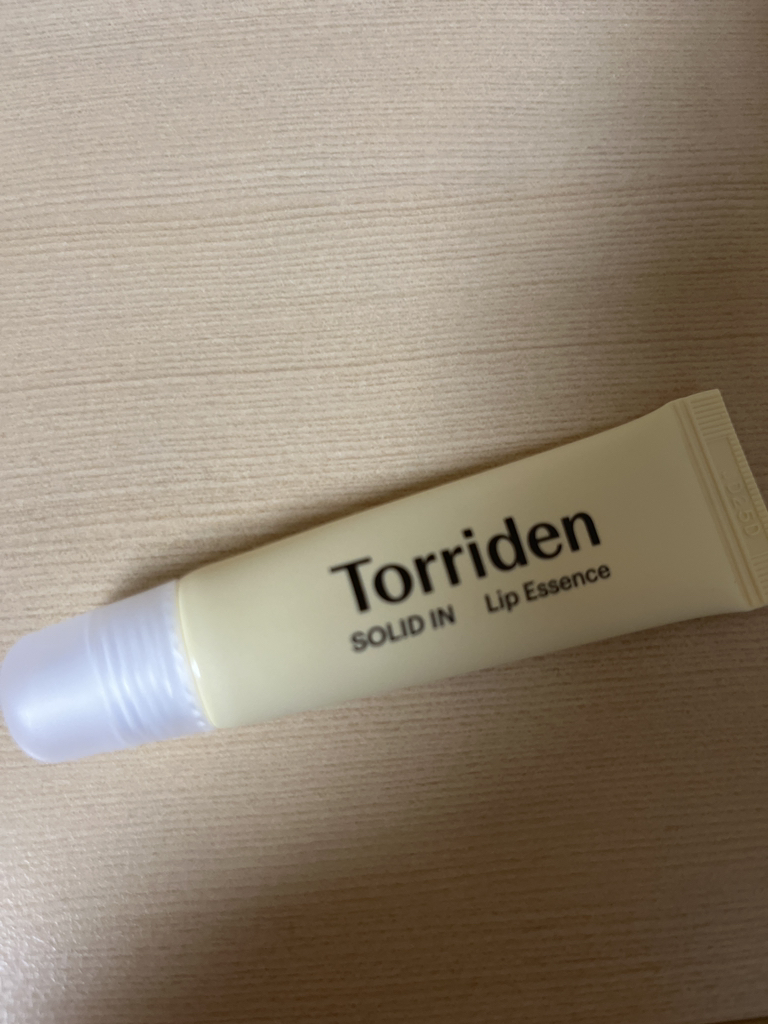 Torriden
SOLID IN Lip Essence